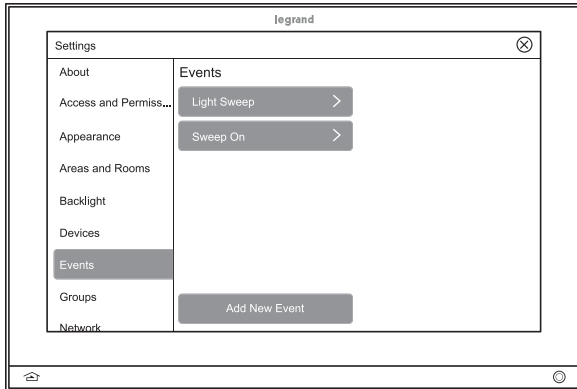 legrand
Settings
About
Access and Permiss...
Appearance
Areas and Rooms
Backlight
Devices
Events
Groups
Network
Events
Light Sweep
Sweep On
Add New Event